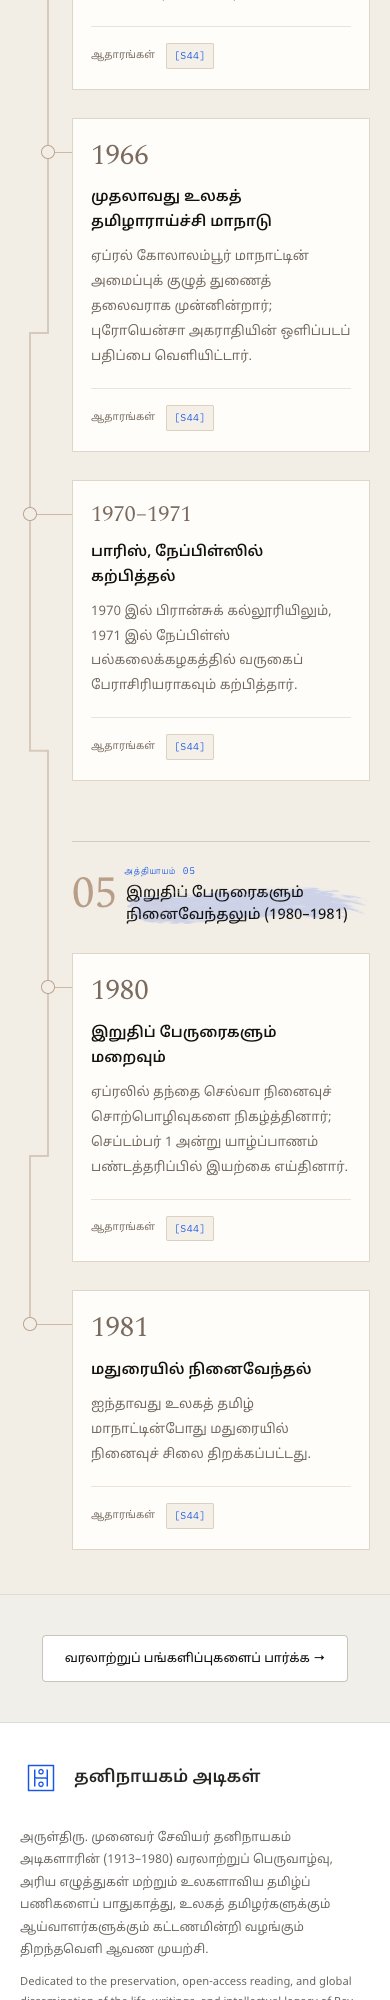 ஆதாரங்கள் [S44]
1966
முதலாவது உலகத்
தமிழாராய்ச்சி மாநாடு
ஏப்ரல் கோலாலம்பூர் மாநாட்டின்
அமைப்புக் குழுத் துணைத்
தலைவராக முன்னின்றார்;
புரோயென்சா அகராதியின் ஒளிப்படப்
பதிப்பை வெளியிட்டார்.
ஆதாரங்கள் [S44]
1970–1971
பாரிஸ், நேப்பிள்ஸில்
கற்பித்தல்
1970 இல் பிரான்சுக் கல்லூரியிலும்,
1971 இல் நேப்பிள்ஸ்
பல்கலைக்கழகத்தில் வருகைப்
பேராசிரியராகவும் கற்பித்தார்.
ஆதாரங்கள் [S44]
அத்தியாயம் 05
05 இறுதிப் பேருரைகளும்
நினைவேந்தலும் (1980–1981)
1980
இறுதிப் பேருரைகளும்
மறைவும்
ஏப்ரலில் தந்தை செல்வா நினைவுச்
சொற்பொழிவுகளை நிகழ்த்தினார்;
செப்டம்பர் 1 அன்று யாழ்ப்பாணம்
பண்டத்தரிப்பில் இயற்கை எய்தினார்.
ஆதாரங்கள் [S44]
1981
மதுரையில் நினைவேந்தல்
ஐந்தாவது உலகத் தமிழ்
மாநாட்டின்போது மதுரையில்
நினைவுச் சிலை திறக்கப்பட்டது.
ஆதாரங்கள் [S44]
வரலாற்றுப் பங்களிப்புகளைப் பார்க்க →
தனிநாயகம் அடிகள்
அருள்திரு. முனைவர் சேவியர் தனிநாயகம்
அடிகளாரின் (1913–1980) வரலாற்றுப் பெருவாழ்வு,
அரிய எழுத்துகள் மற்றும் உலகளாவிய தமிழ்ப்
பணிகளைப் பாதுகாத்து, உலகத் தமிழர்களுக்கும்
ஆய்வாளர்களுக்கும் கட்டணமின்றி வழங்கும்
திறந்தவெளி ஆவண முயற்சி.
Dedicated to the preservation, open-access reading, and global